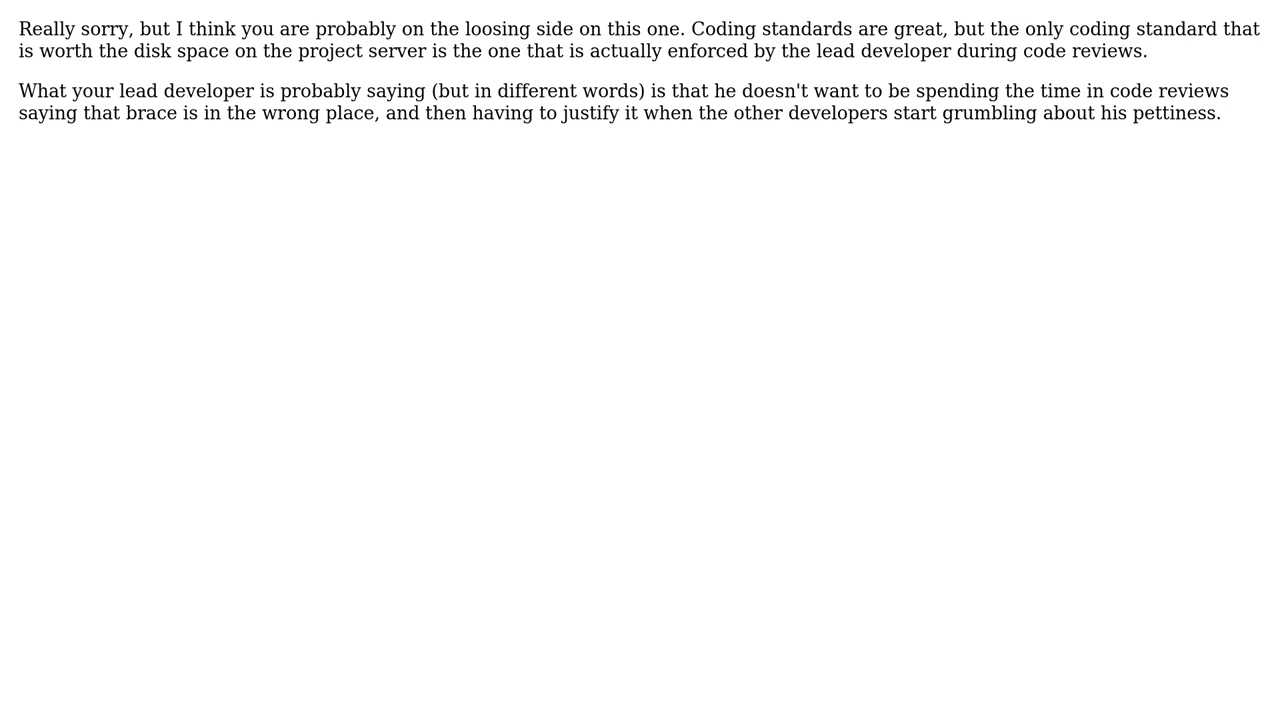 Really sorry, but I think you are probably on the loosing side on this one. Coding standards are great, but the only coding standard that
is worth the disk space on the project server is the one that is actually enforced by the lead developer during code reviews.
What your lead developer is probably saying (but in different words) is that he doesn't want to be spending the time in code reviews
saying that brace is in the wrong place, and then having to justify it when the other developers start grumbling about his pettiness.